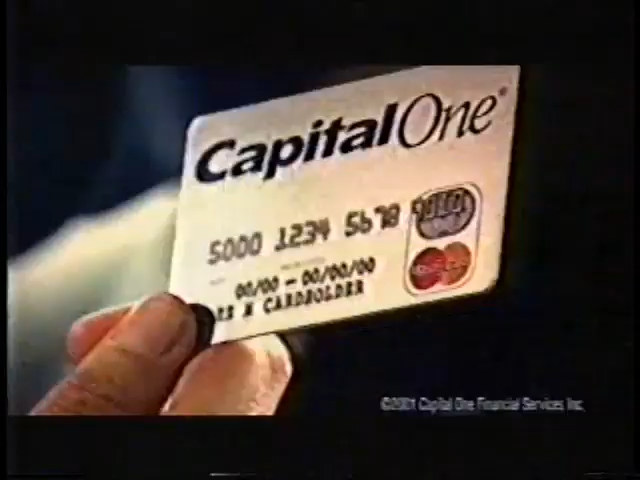 CapitalOne®
5000 1234 5678
00/00 – 00/00/00
M CARDHOLDER
©2001 Capital One Financial Services, Inc.